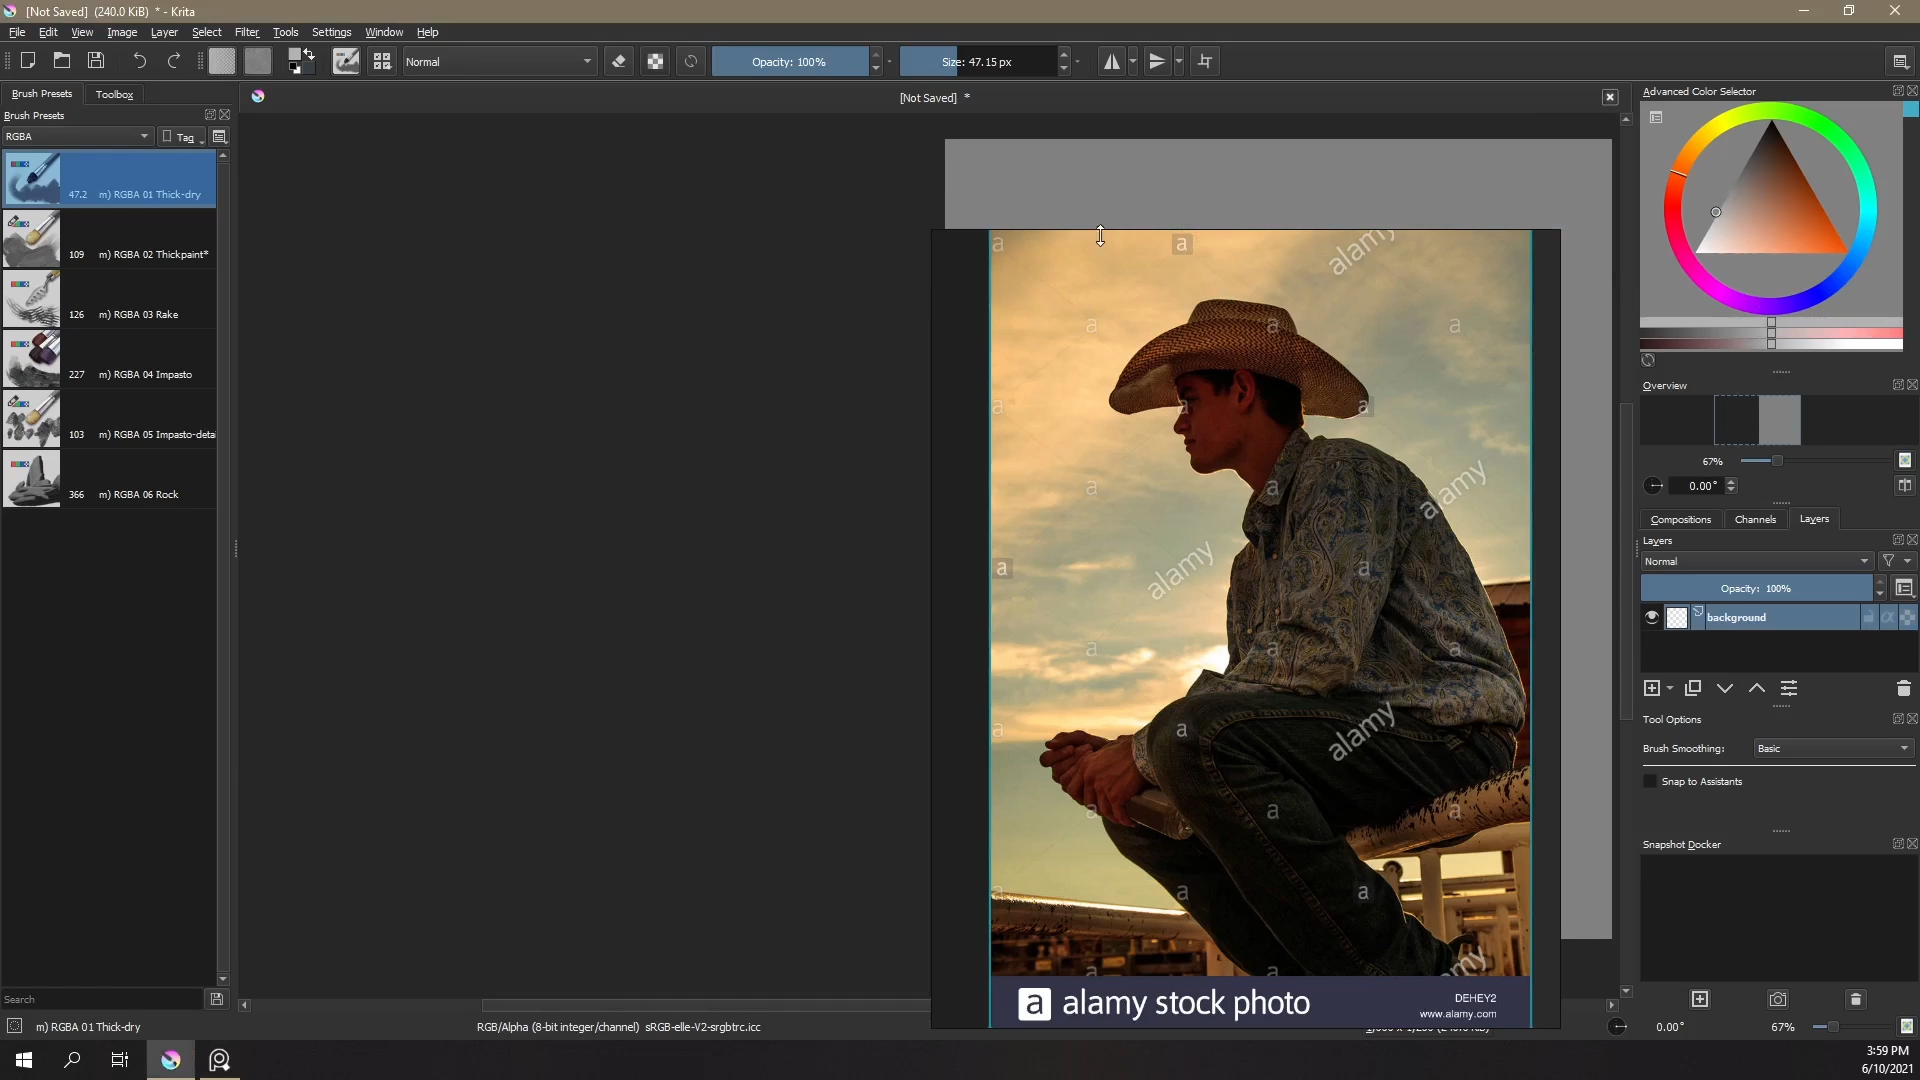 [Not Saved]  (240.0 KiB)  * - Krita
File Edit View Image Layer Select Filter Tools Settings Window Help
Normal
Opacity: 100%
Size: 47.15 px
Brush Presets
Toolbox
[Not Saved]  *
Brush Presets
RGBA
Tag
47.2 m) RGBA 01 Thick-dry
109 m) RGBA 02 Thickpaint*
126 m) RGBA 03 Rake
227 m) RGBA 04 Impasto
103 m) RGBA 05 Impasto-detai
366 m) RGBA 06 Rock
Search
m) RGBA 01 Thick-dry
RGB/Alpha (8-bit integer/channel)  sRGB-elle-V2-srgbtrc.icc
alamy
alamy
alamy
alamy
a alamy stock photo
DEHEY2
www.alamy.com
Advanced Color Selector
Overview
67%
0.00°
Compositions Channels Layers
Layers
Normal
Opacity:  100%
background
Tool Options
Brush Smoothing: Basic
Snap to Assistants
Snapshot Docker
0.00°
67%
3:59 PM
6/10/2021